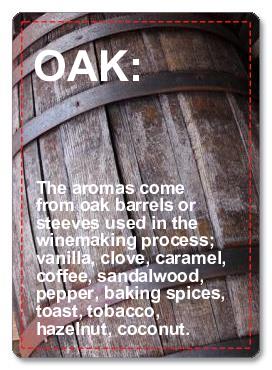 OAK:
The aromas come
from oak barrels or
steeves used in the
winemaking process;
vanilla, clove, caramel,
coffee, sandalwood,
pepper, baking spices,
toast, tobacco,
hazelnut, coconut.